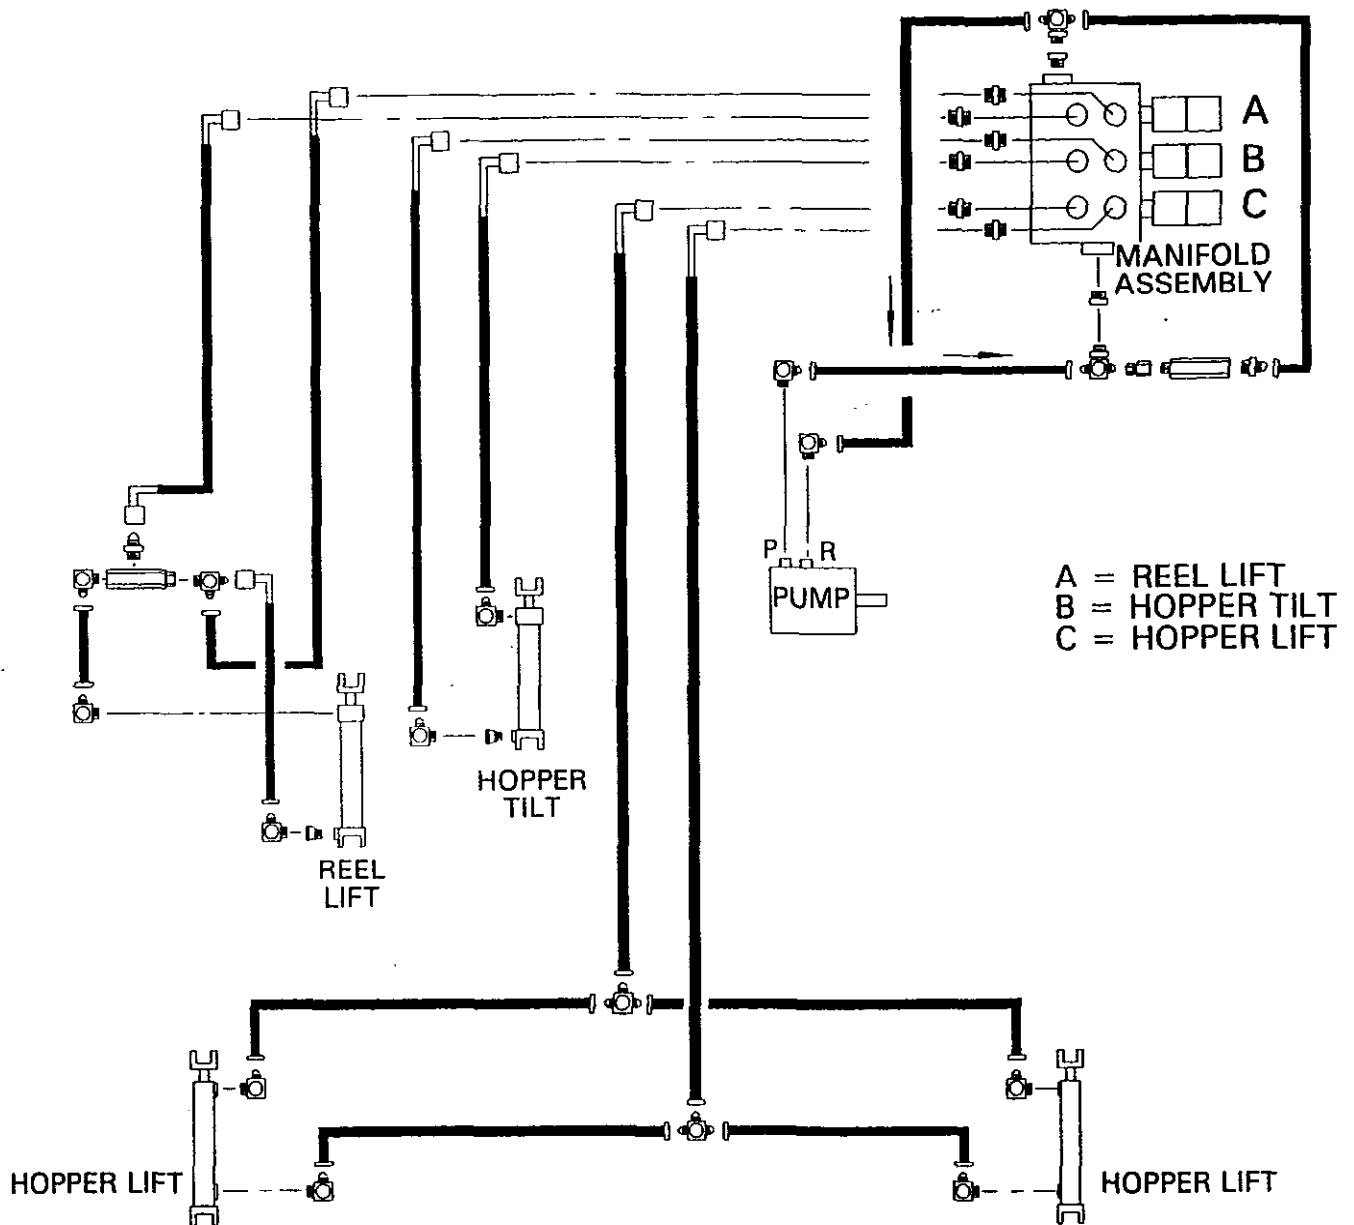 A
B
C
MANIFOLD
ASSEMBLY
P R
PUMP
A = REEL LIFT
B = HOPPER TILT
C = HOPPER LIFT
HOPPER
TILT
REEL
LIFT
HOPPER LIFT
HOPPER LIFT